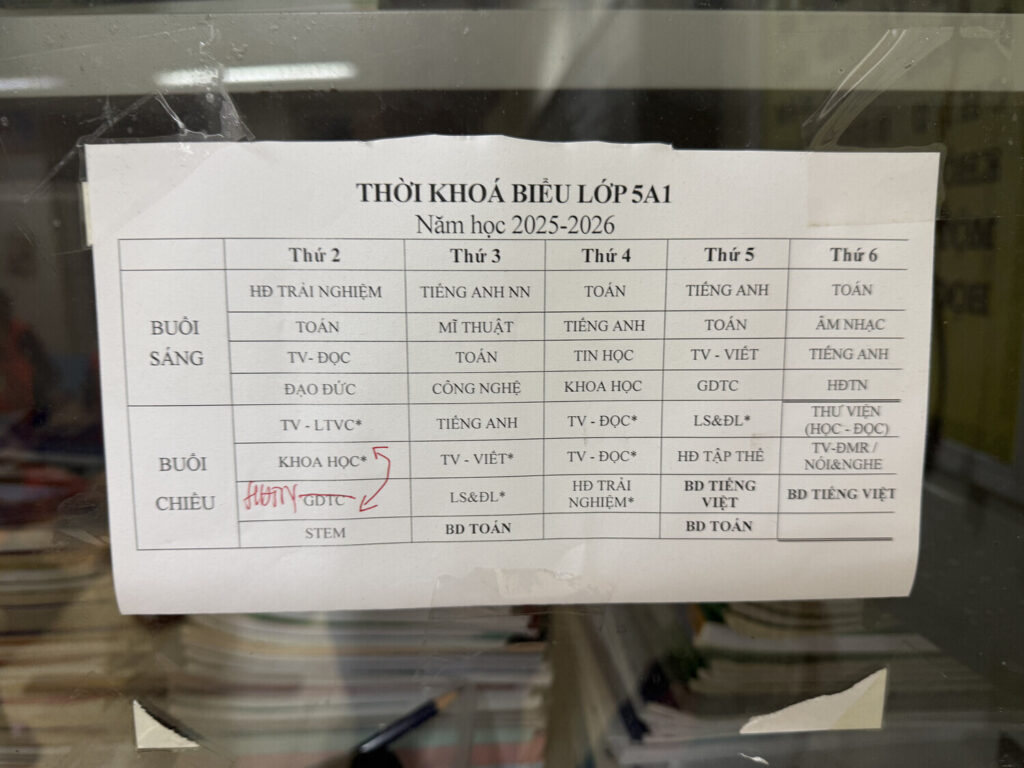 THỜI KHOÁ BIỂU LỚP 5A1
Năm học 2025-2026
Thứ 2 Thứ 3 Thứ 4 Thứ 5 Thứ 6
BUỔI SÁNG
HĐ TRẢI NGHIỆM TIẾNG ANH NN TOÁN TIẾNG ANH TOÁN
TOÁN MĨ THUẬT TIẾNG ANH TOÁN ÂM NHẠC
TV- ĐỌC TOÁN TIN HỌC TV - VIẾT TIẾNG ANH
ĐẠO ĐỨC CÔNG NGHỆ KHOA HỌC GDTC HĐTN
BUỔI CHIỀU
TV - LTVC* TIẾNG ANH TV - ĐỌC* LS&ĐL* THƯ VIỆN (HỌC - ĐỌC)
KHOA HỌC* TV - VIẾT* TV - ĐỌC* HĐ TẬP THỂ TV-ĐMR / NÓI&NGHE
GDTC LS&ĐL* HĐ TRẢI NGHIỆM* BD TIẾNG VIỆT BD TIẾNG VIỆT
STEM BD TOÁN BD TOÁN